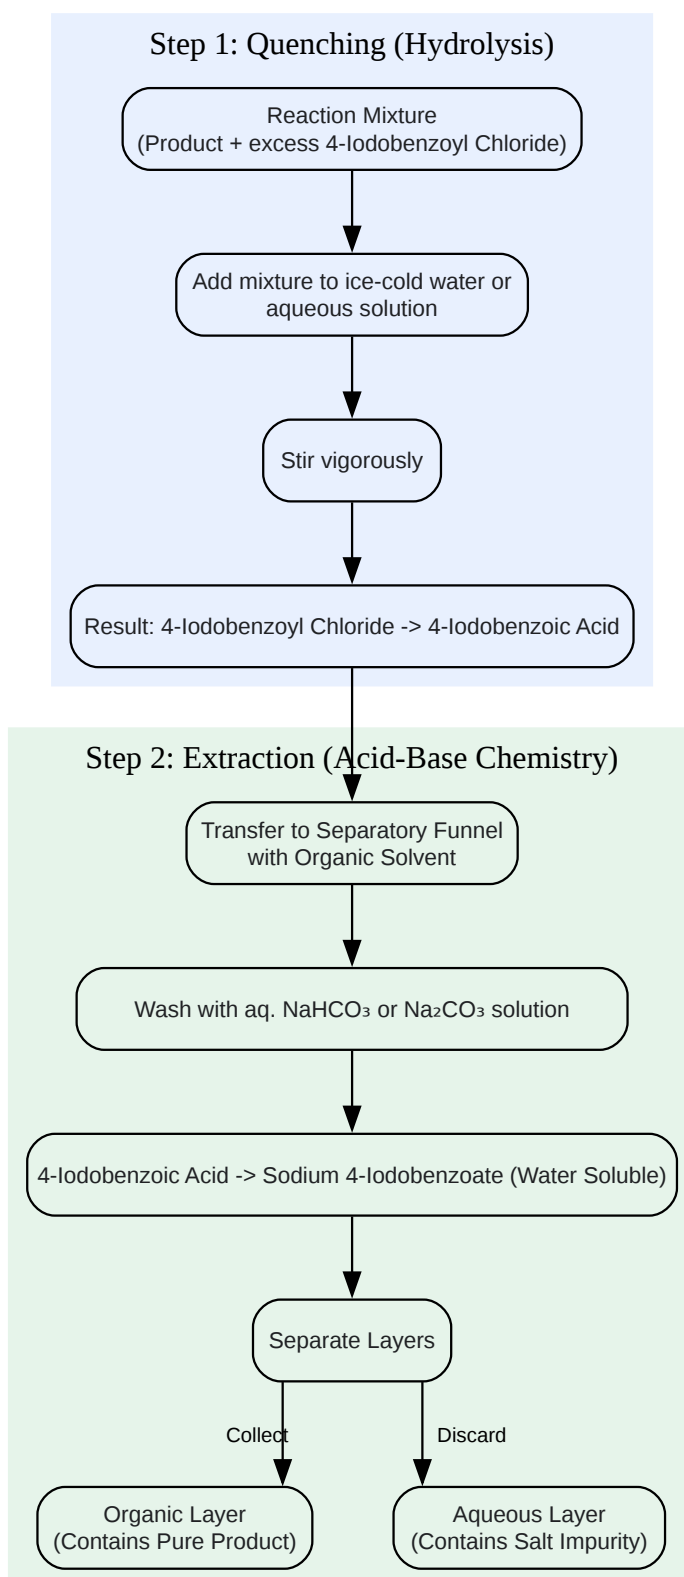 Step 1: Quenching (Hydrolysis)
Reaction Mixture
(Product + excess 4-Iodobenzoyl Chloride)
Add mixture to ice-cold water or
aqueous solution
Stir vigorously
Result: 4-Iodobenzoyl Chloride -> 4-Iodobenzoic Acid
Step 2: Extraction (Acid-Base Chemistry)
Transfer to Separatory Funnel
with Organic Solvent
Wash with aq. NaHCO₃ or Na₂CO₃ solution
4-Iodobenzoic Acid -> Sodium 4-Iodobenzoate (Water Soluble)
Separate Layers
Collect
Discard
Organic Layer
(Contains Pure Product)
Aqueous Layer
(Contains Salt Impurity)